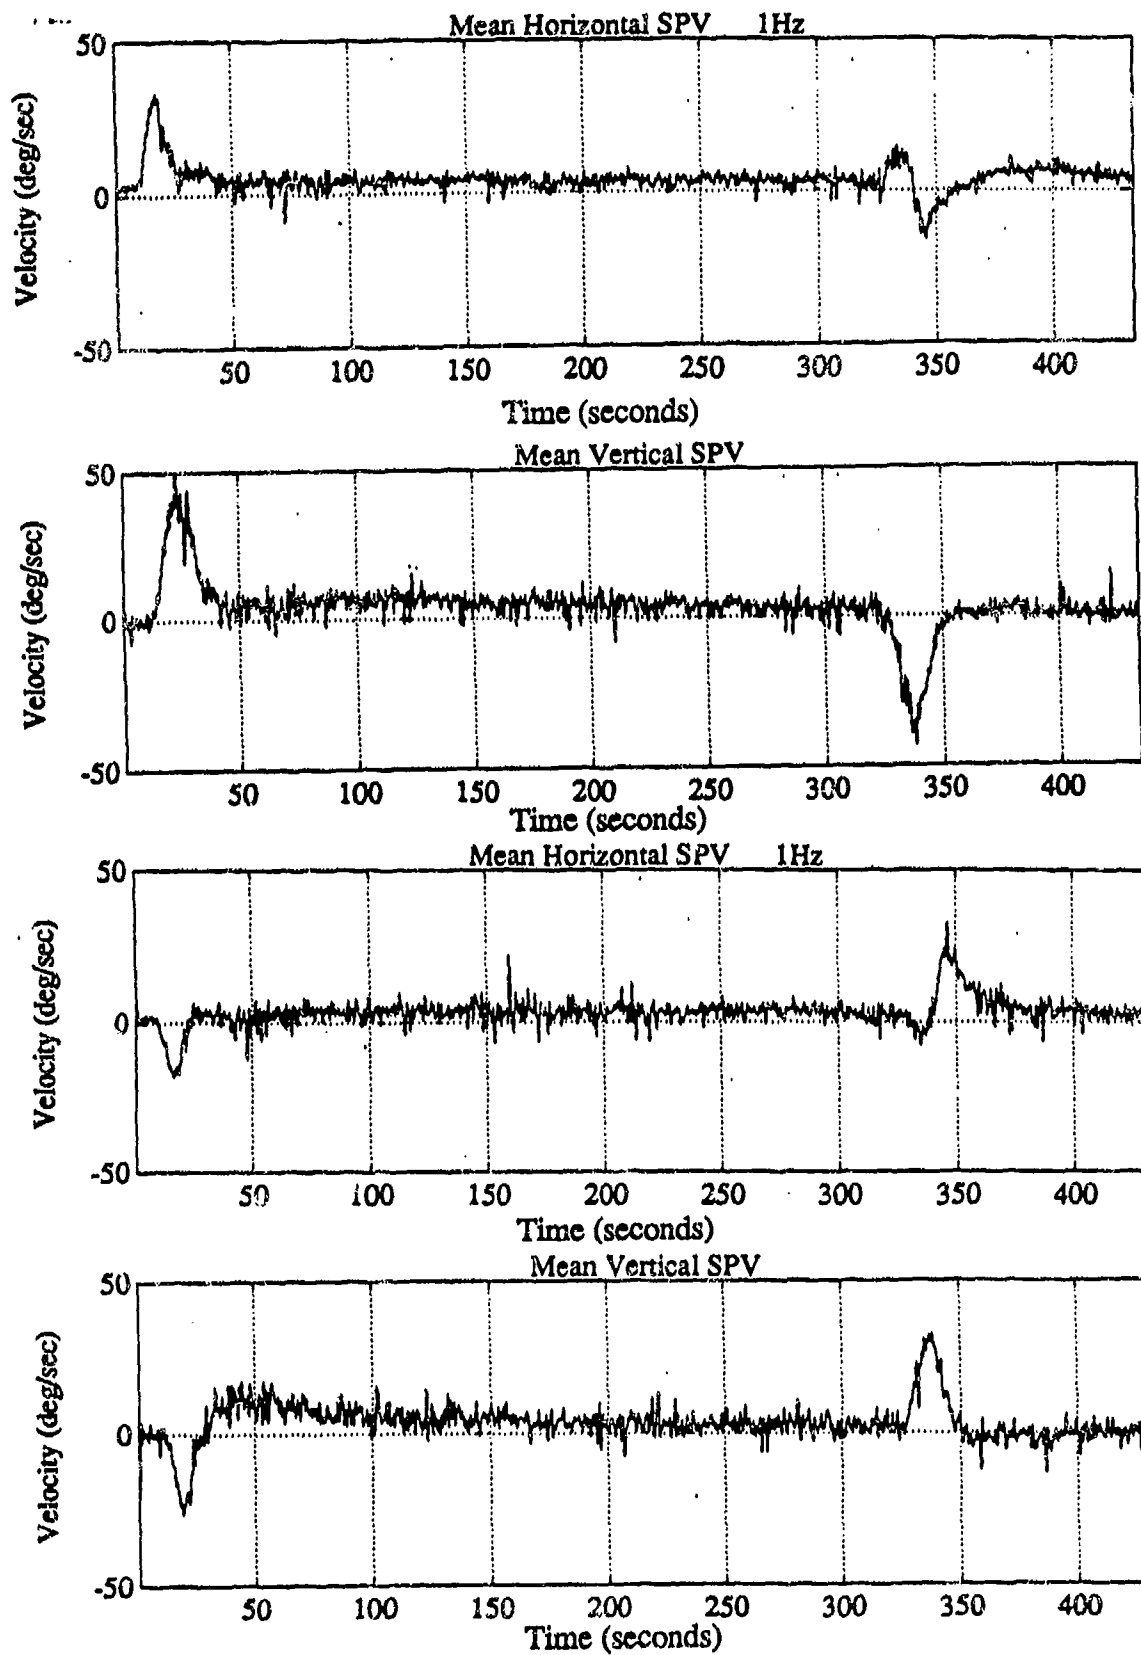 Mean Horizontal SPV 1Hz
50
0
-50
Velocity (deg/sec)
50 100 150 200 250 300 350 400
Time (seconds)
Mean Vertical SPV
50
0
-50
Velocity (deg/sec)
50 100 150 200 250 300 350 400
Time (seconds)
Mean Horizontal SPV 1Hz
50
0
-50
Velocity (deg/sec)
50 100 150 200 250 300 350 400
Time (seconds)
Mean Vertical SPV
50
0
-50
Velocity (deg/sec)
50 100 150 200 250 300 350 400
Time (seconds)